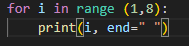 for i in range (1,8):
    print(i, end=" ")